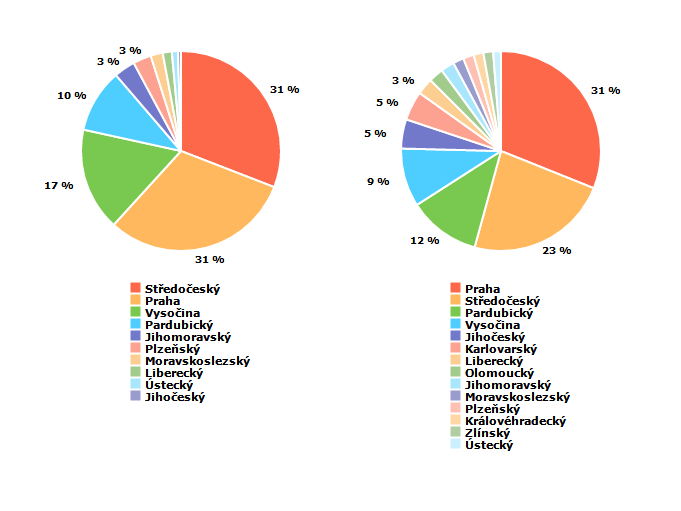 3 %
3 %
10 %
17 %
31 %
31 %
Středočeský
Praha
Vysočina
Pardubický
Jihomoravský
Plzeňský
Moravskoslezský
Liberecký
Ústecký
Jihočeský
3 %
5 %
5 %
9 %
12 %
23 %
31 %
Praha
Středočeský
Pardubický
Vysočina
Jihočeský
Karlovarský
Liberecký
Olomoucký
Jihomoravský
Moravskoslezský
Plzeňský
Královéhradecký
Zlínský
Ústecký